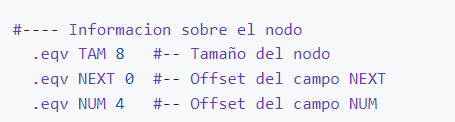 #---- Informacion sobre el nodo
.eqv TAM 8 #-- Tamaño del nodo
.eqv NEXT 0 #-- Offset del campo NEXT
.eqv NUM 4 #-- Offset del campo NUM